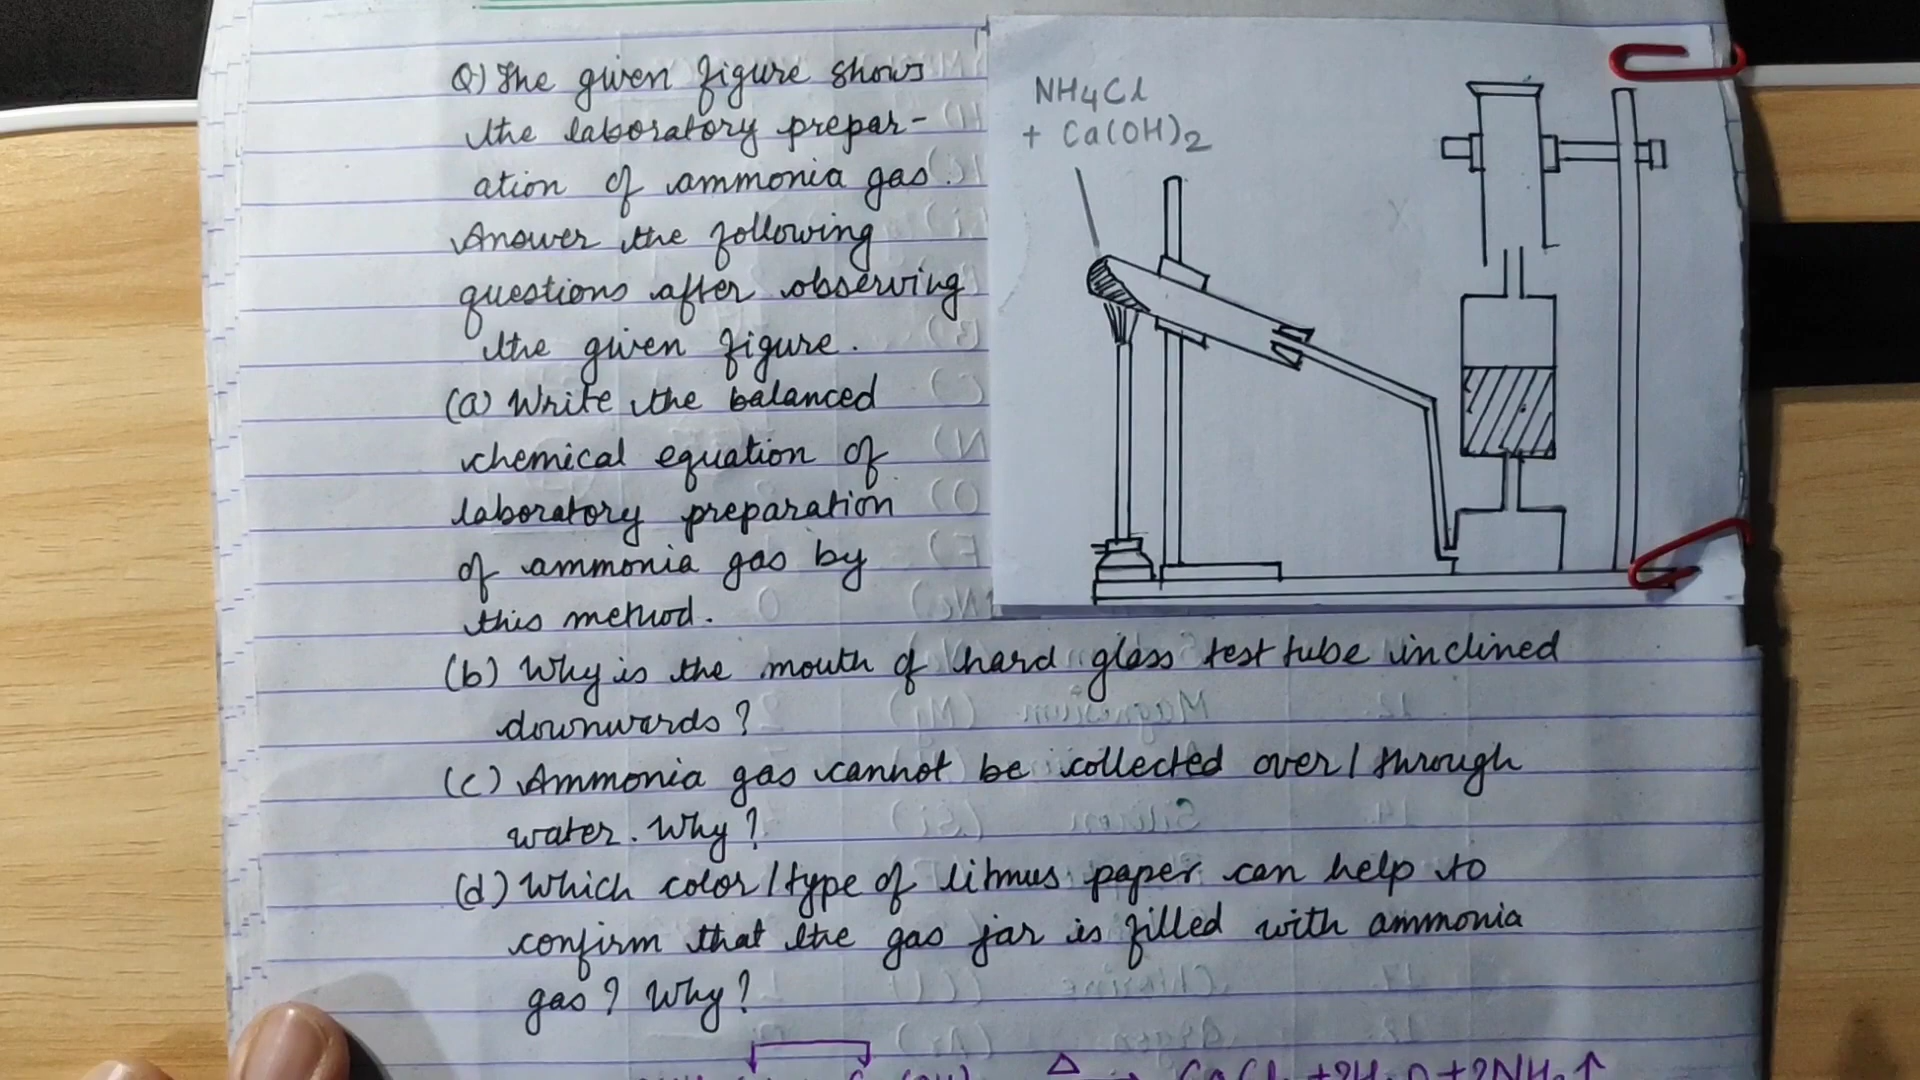 Q) The given figure shows
the laboratory prepar-
ation of ammonia gas.
Answer the following
questions after observing
the given figure.
(a) Write the balanced
chemical equation of
laboratory preparation
of ammonia gas by
this method.
NH4Cl
+ Ca(OH)2
(b) Why is the mouth of hard glass test tube inclined
downwards?
(c) Ammonia gas cannot be collected over/through
water. Why?
(d) Which color/type of litmus paper can help to
confirm that the gas jar is filled with ammonia
gas? Why?
Δ
+2NH3↑